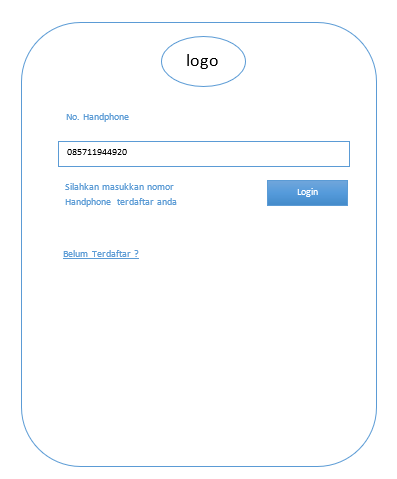 logo
No. Handphone
085711944920
Silahkan masukkan nomor
Handphone terdaftar anda
Login
Belum Terdaftar ?